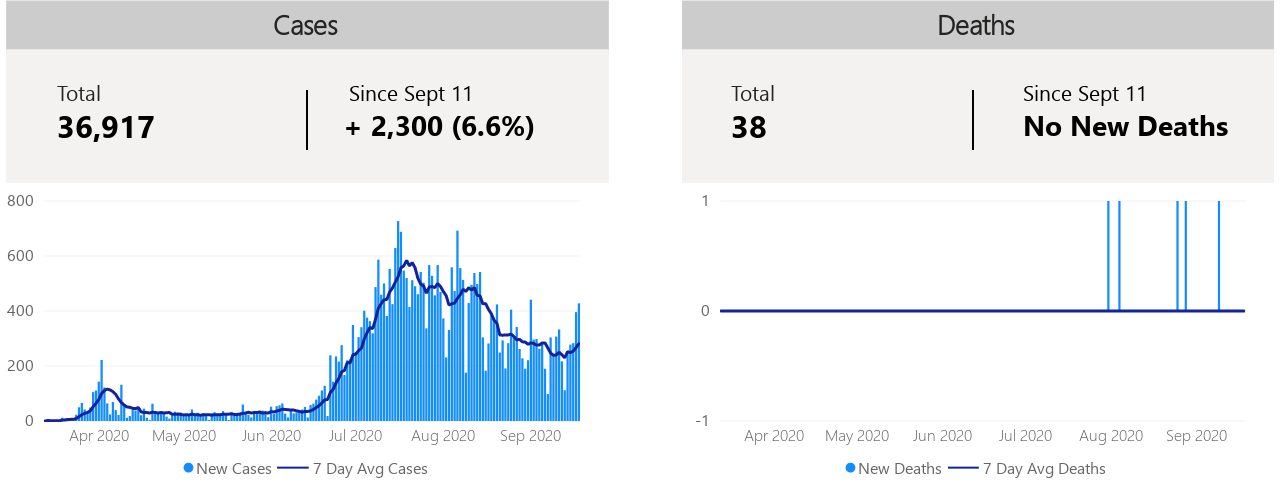 Cases
Total
36,917
Since Sept 11
+ 2,300 (6.6%)
800
600
400
200
0
Apr 2020 May 2020 Jun 2020 Jul 2020 Aug 2020 Sep 2020
New Cases 7 Day Avg Cases
Deaths
Total
38
Since Sept 11
No New Deaths
1
0
-1
Apr 2020 May 2020 Jun 2020 Jul 2020 Aug 2020 Sep 2020
New Deaths 7 Day Avg Deaths